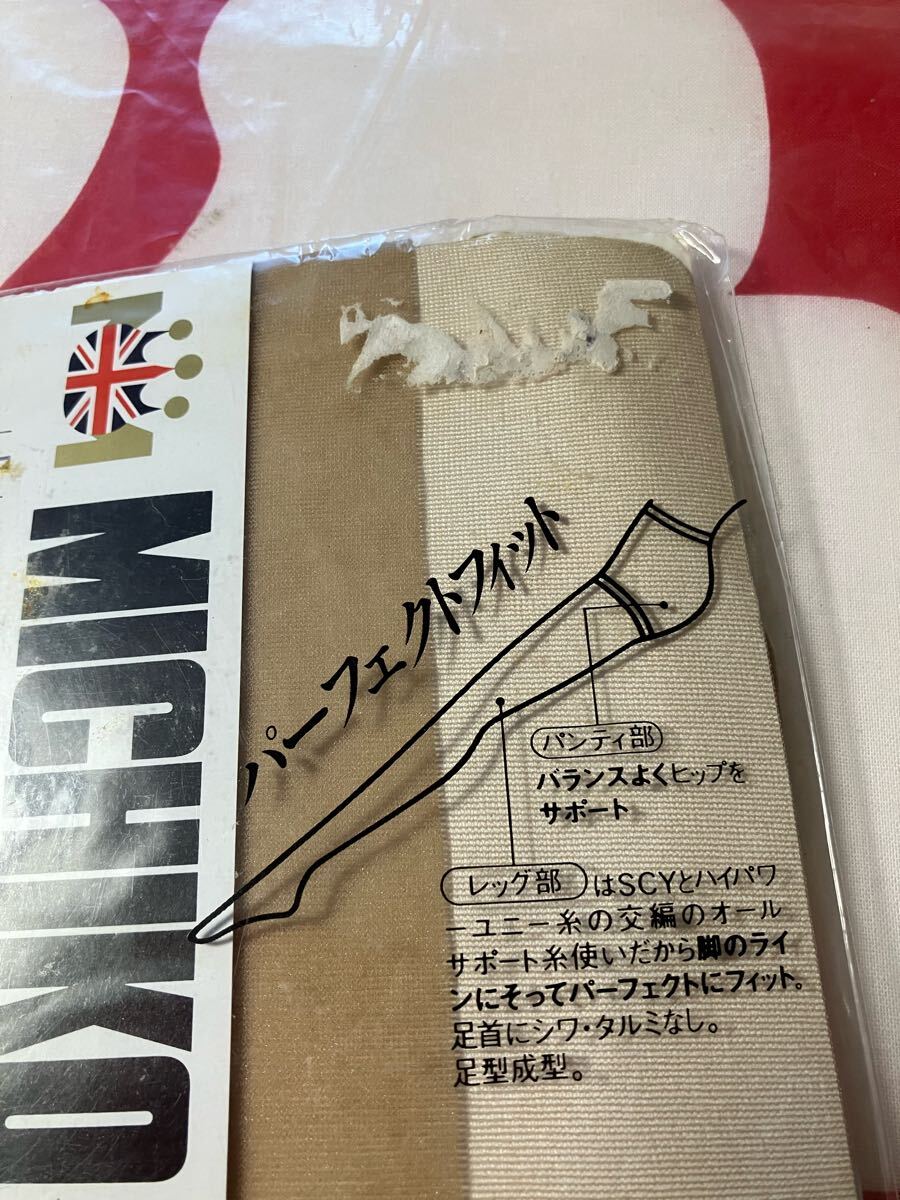 MICHIKO
パーフェクトフィット
パンティ部
バランスよくヒップを
サポート
レッグ部 はSCYとハイパワ
ーユニー糸の交編のオール
サポート糸使いだから脚のライ
ンにそってパーフェクトにフィット。
足首にシワ・タルミなし。
足型成型。